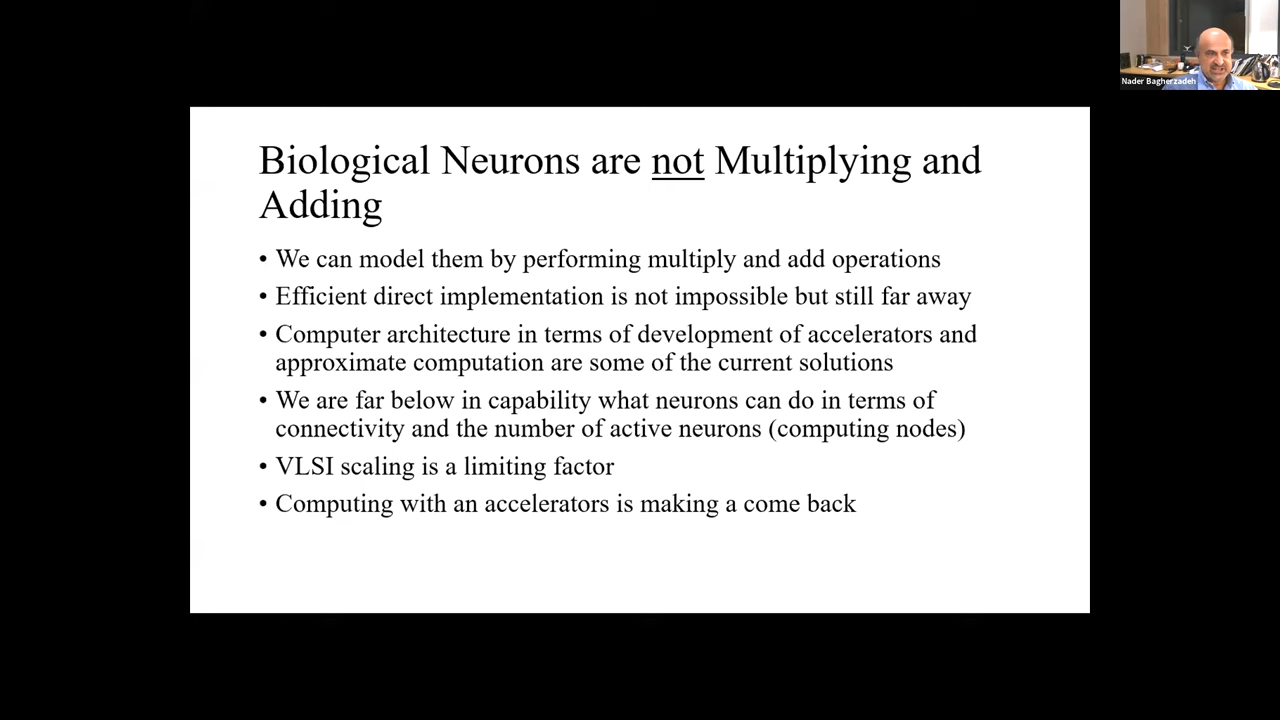 Nader Bagherzadeh
Biological Neurons are not Multiplying and
Adding
• We can model them by performing multiply and add operations
• Efficient direct implementation is not impossible but still far away
• Computer architecture in terms of development of accelerators and
approximate computation are some of the current solutions
• We are far below in capability what neurons can do in terms of
connectivity and the number of active neurons (computing nodes)
• VLSI scaling is a limiting factor
• Computing with an accelerators is making a come back